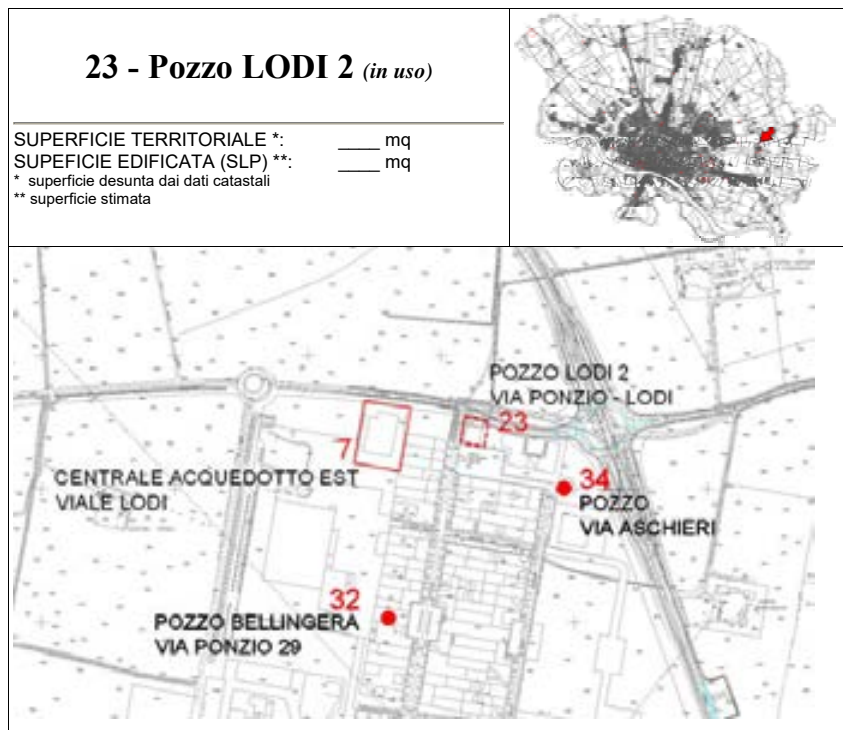 23 - Pozzo LODI 2 (in uso)
SUPERFICIE TERRITORIALE *: ____ mq
SUPEFICIE EDIFICATA (SLP) **: ____ mq
* superficie desunta dai dati catastali
** superficie stimata
POZZO LODI 2
VIA PONZIO - LODI
23
7
CENTRALE ACQUEDOTTO EST
VIALE LODI
34
POZZO
VIA ASCHIERI
32
POZZO BELLINGERA
VIA PONZIO 29